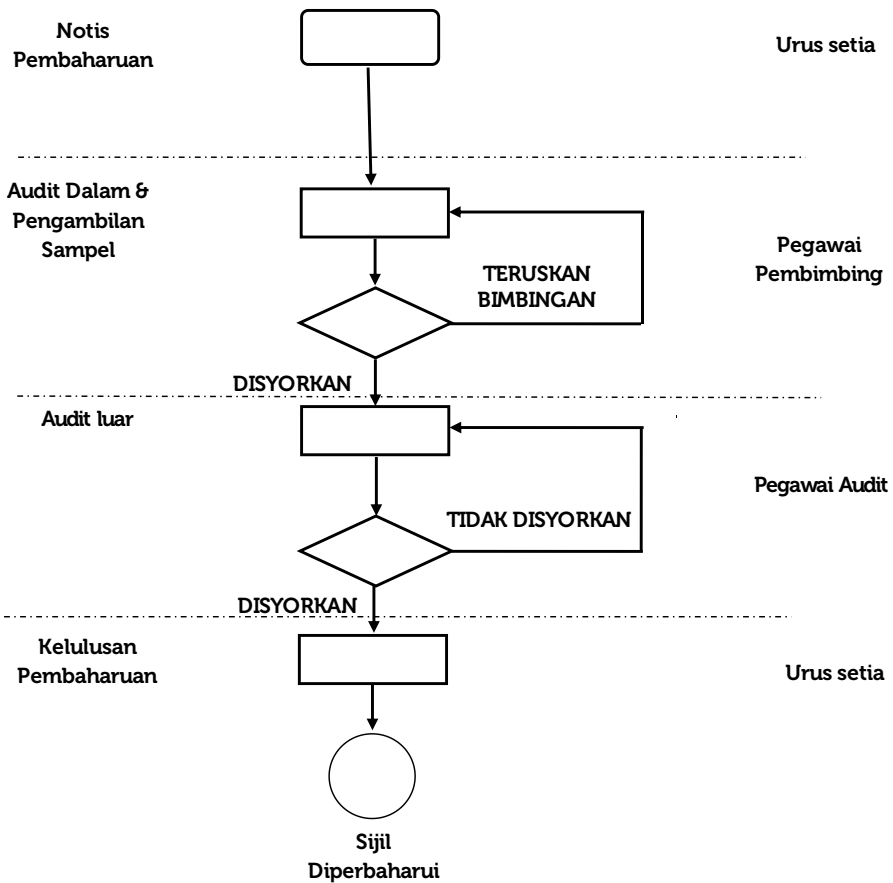 Notis
Pembaharuan
Urus setia
Audit Dalam &
Pengambilan
Sampel
TERUSKAN
BIMBINGAN
Pegawai
Pembimbing
DISYORKAN
Audit luar
Pegawai Audit
TIDAK DISYORKAN
DISYORKAN
Kelulusan
Pembaharuan
Urus setia
Sijil
Diperbaharui